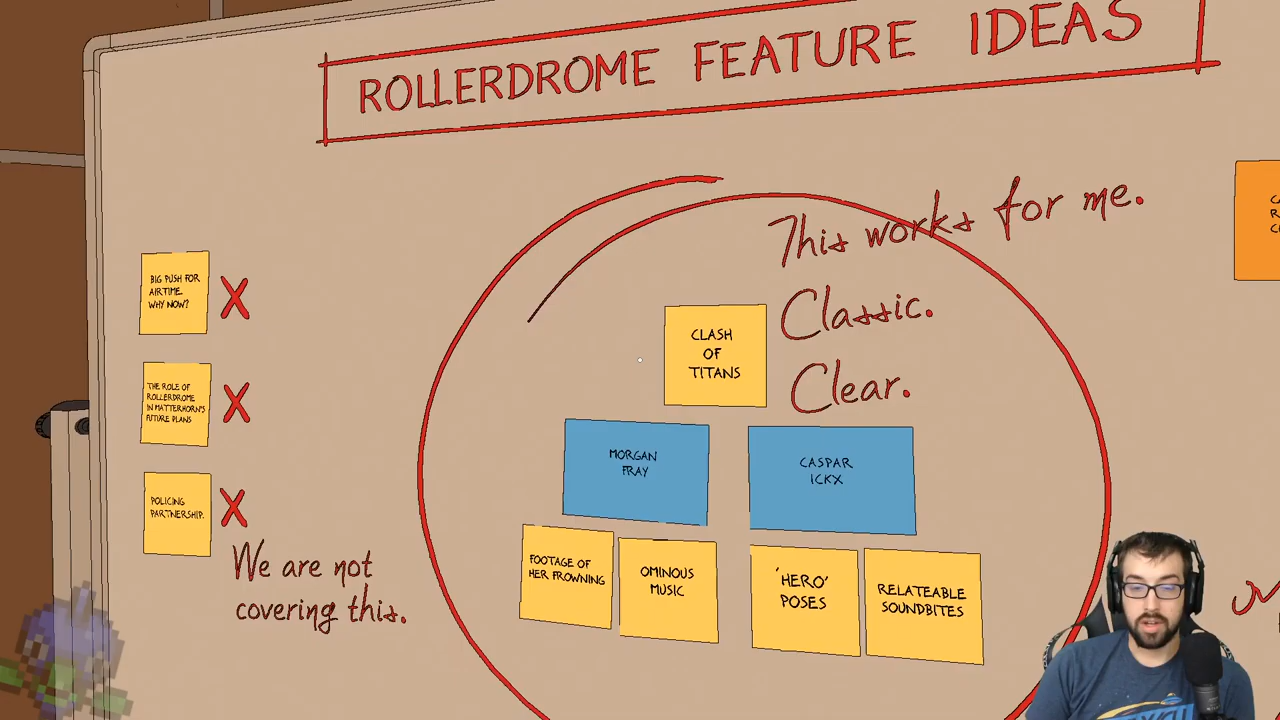 ROLLERDROME FEATURE IDEAS
This works for me.
Classic.
Clear.
BIG PUSH FOR
AIRTIME.
WHY NOW?
X
THE ROLE OF
ROLLERDROME
IN MATTERHORN'S
FUTURE PLANS
X
POLICING
PARTNERSHIP.
X
We are not
covering this.
CLASH
OF
TITANS
MORGAN
FRAY
CASPAR
ICKX
FOOTAGE OF
HER FROWNING
OMINOUS
MUSIC
'HERO'
POSES
RELATEABLE
SOUNDBITES